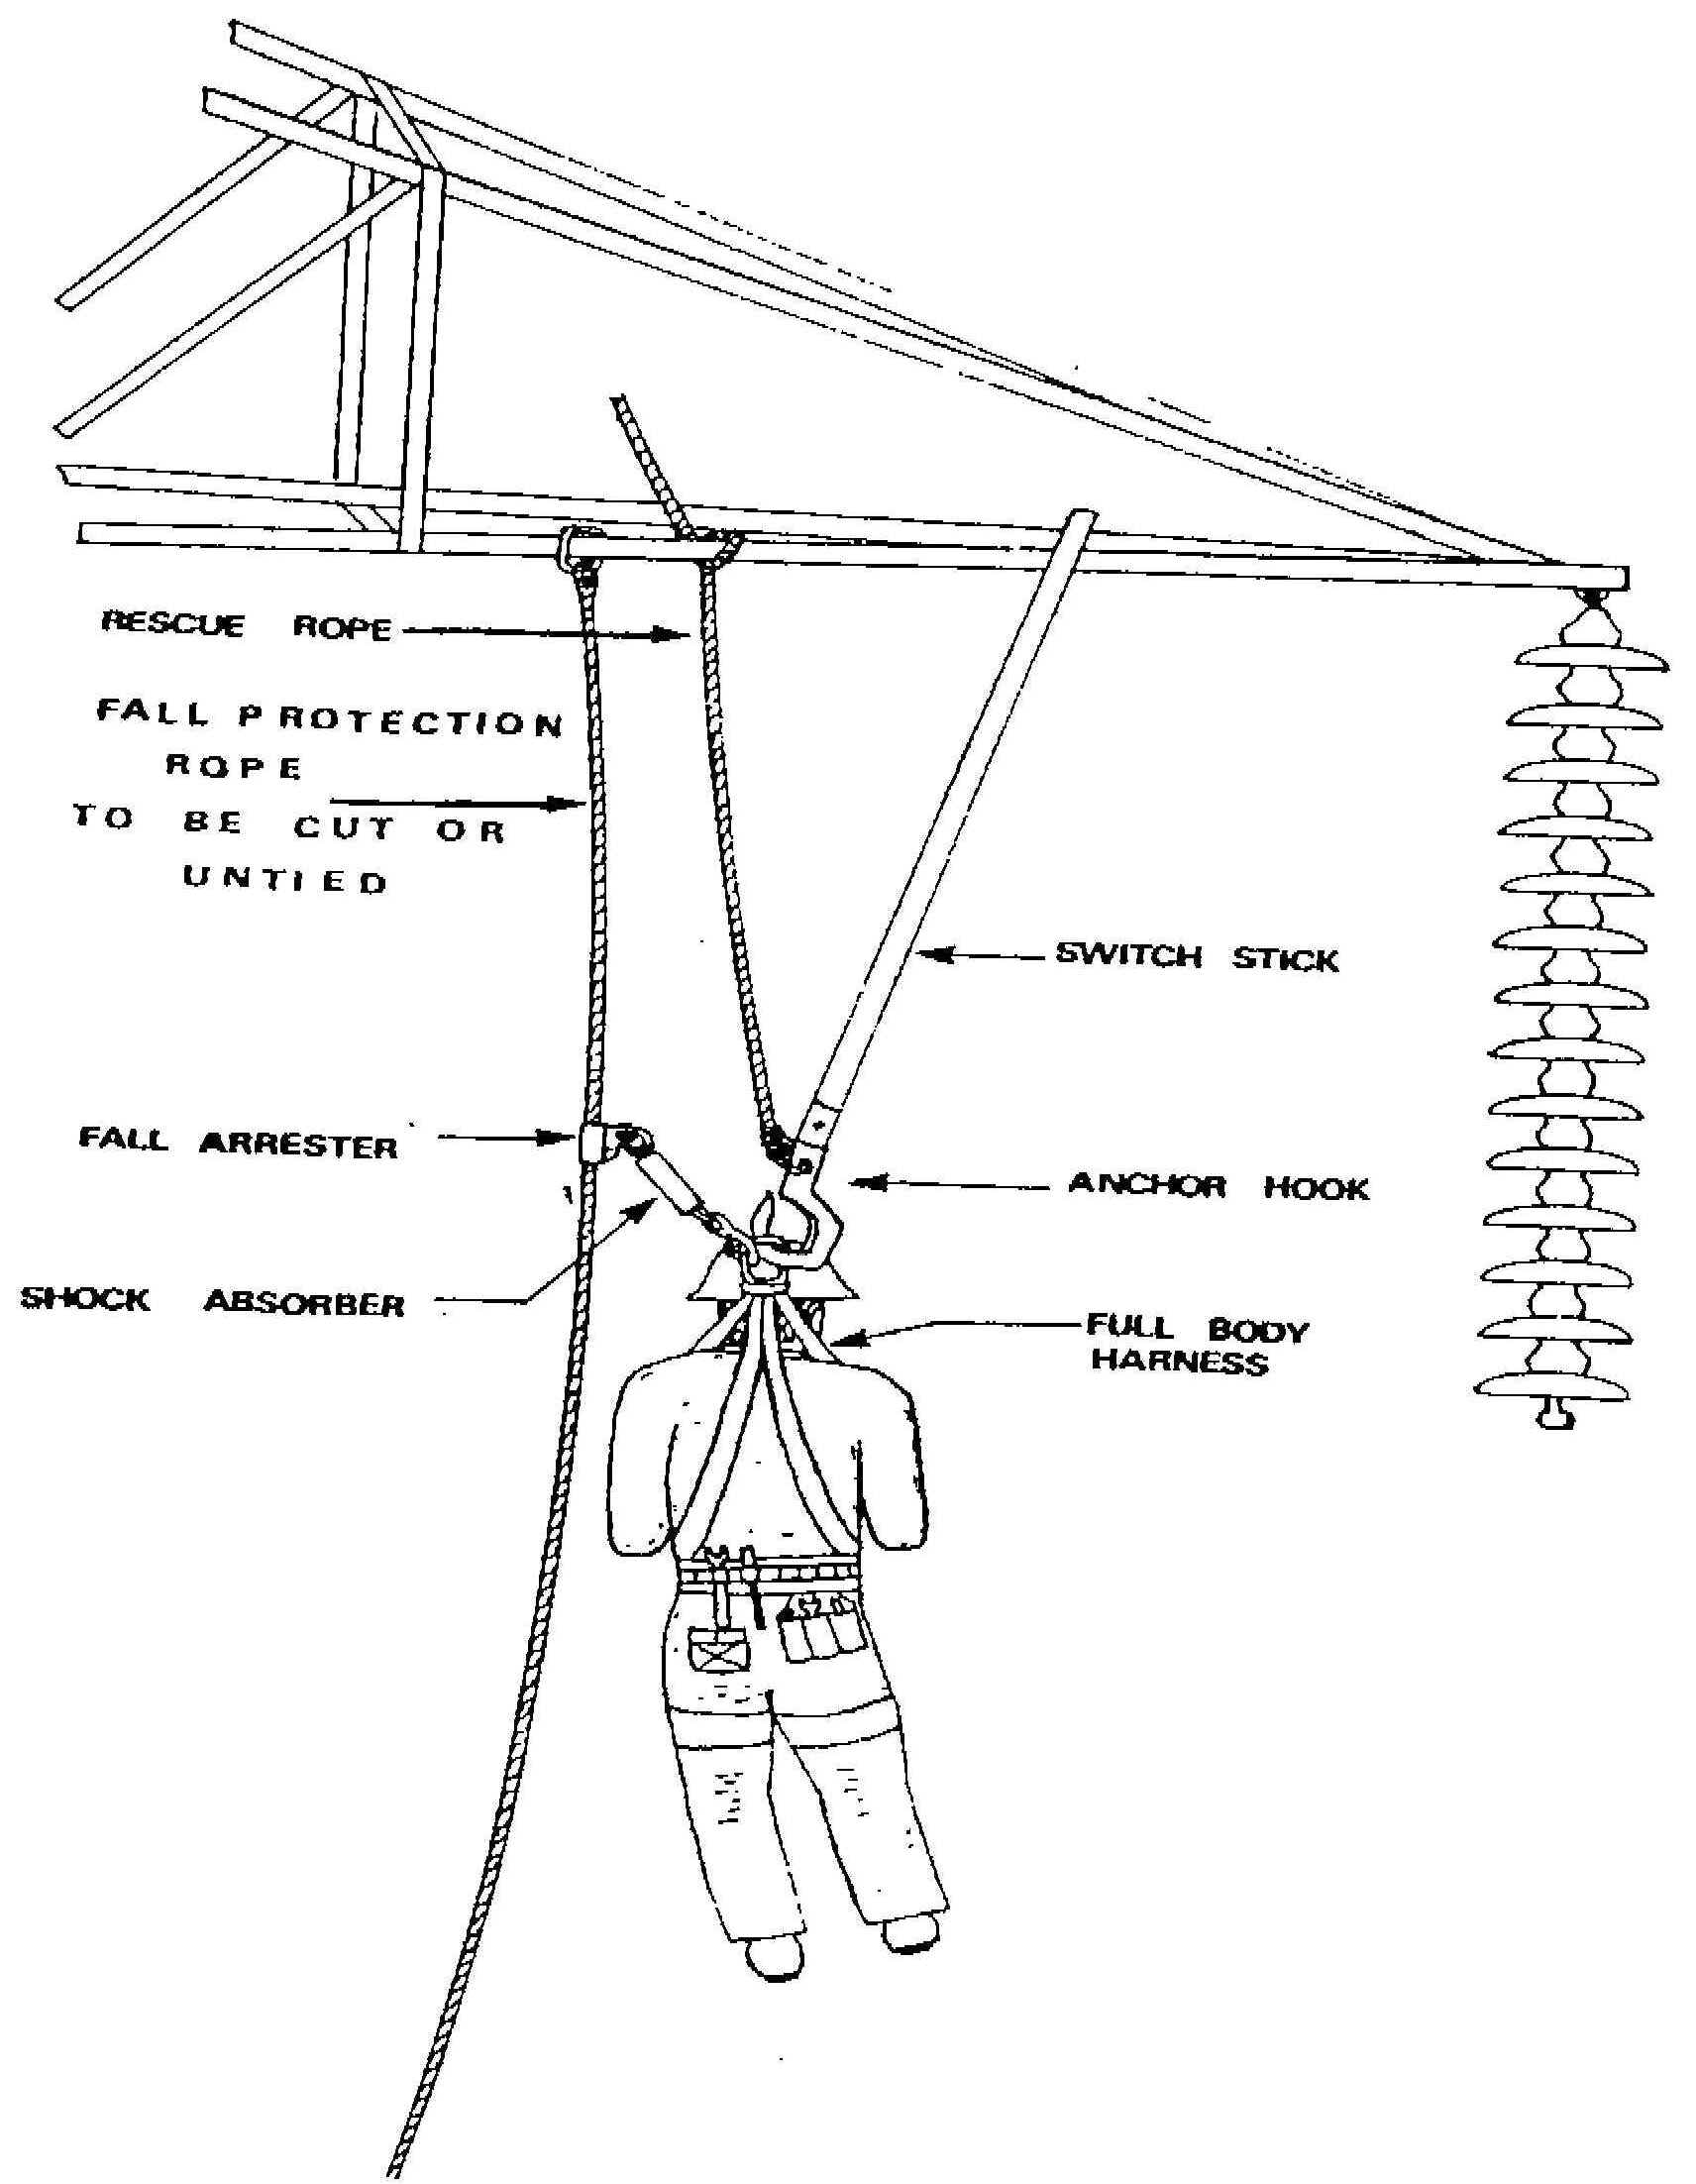 RESCUE ROPE
FALL PROTECTION
ROPE
TO BE CUT OR
UNTIED
SWITCH STICK
FALL ARRESTER
ANCHOR HOOK
SHOCK ABSORBER
FULL BODY
HARNESS